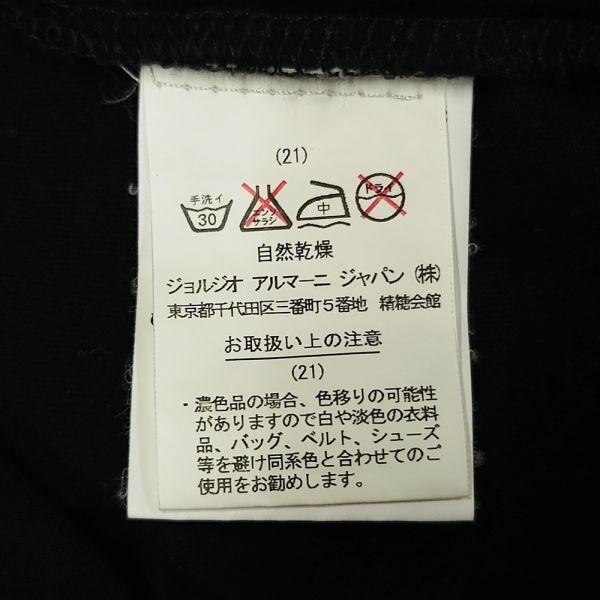 (21)
手洗イ
30
エンソ
サラシ
中
ドライ
自然乾燥
ジョルジオ アルマーニ ジャパン (株)
東京都千代田区三番町5番地 精糖会館
お取扱い上の注意
(21)
・濃色品の場合、色移りの可能性
がありますので白や淡色の衣料
品、バッグ、ベルト、シューズ
等を避け同系色と合わせてのご
使用をお勧めします。